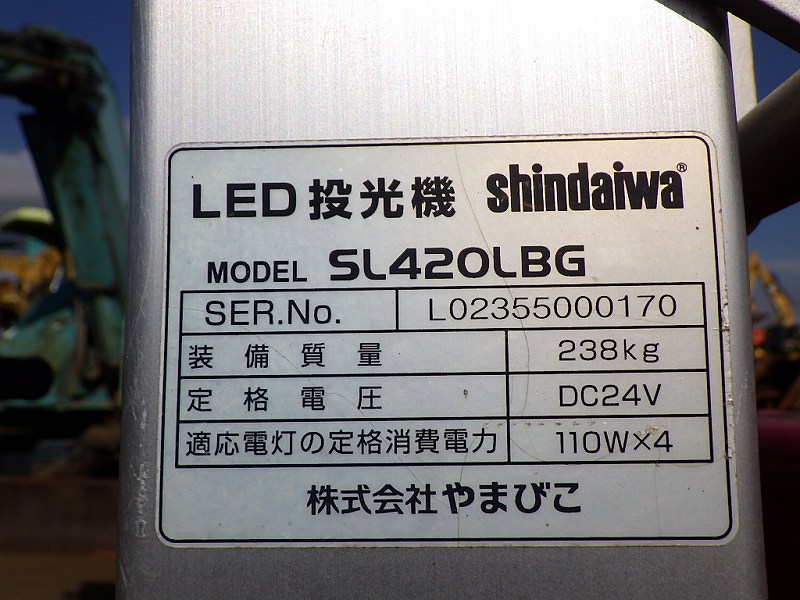 LED 投光機 shindaiwa®
MODEL SL420LBG
SER.No. L02355000170
装備質量 238kg
定格電圧 DC24V
適応電灯の定格消費電力 110W×4
株式会社やまびこ